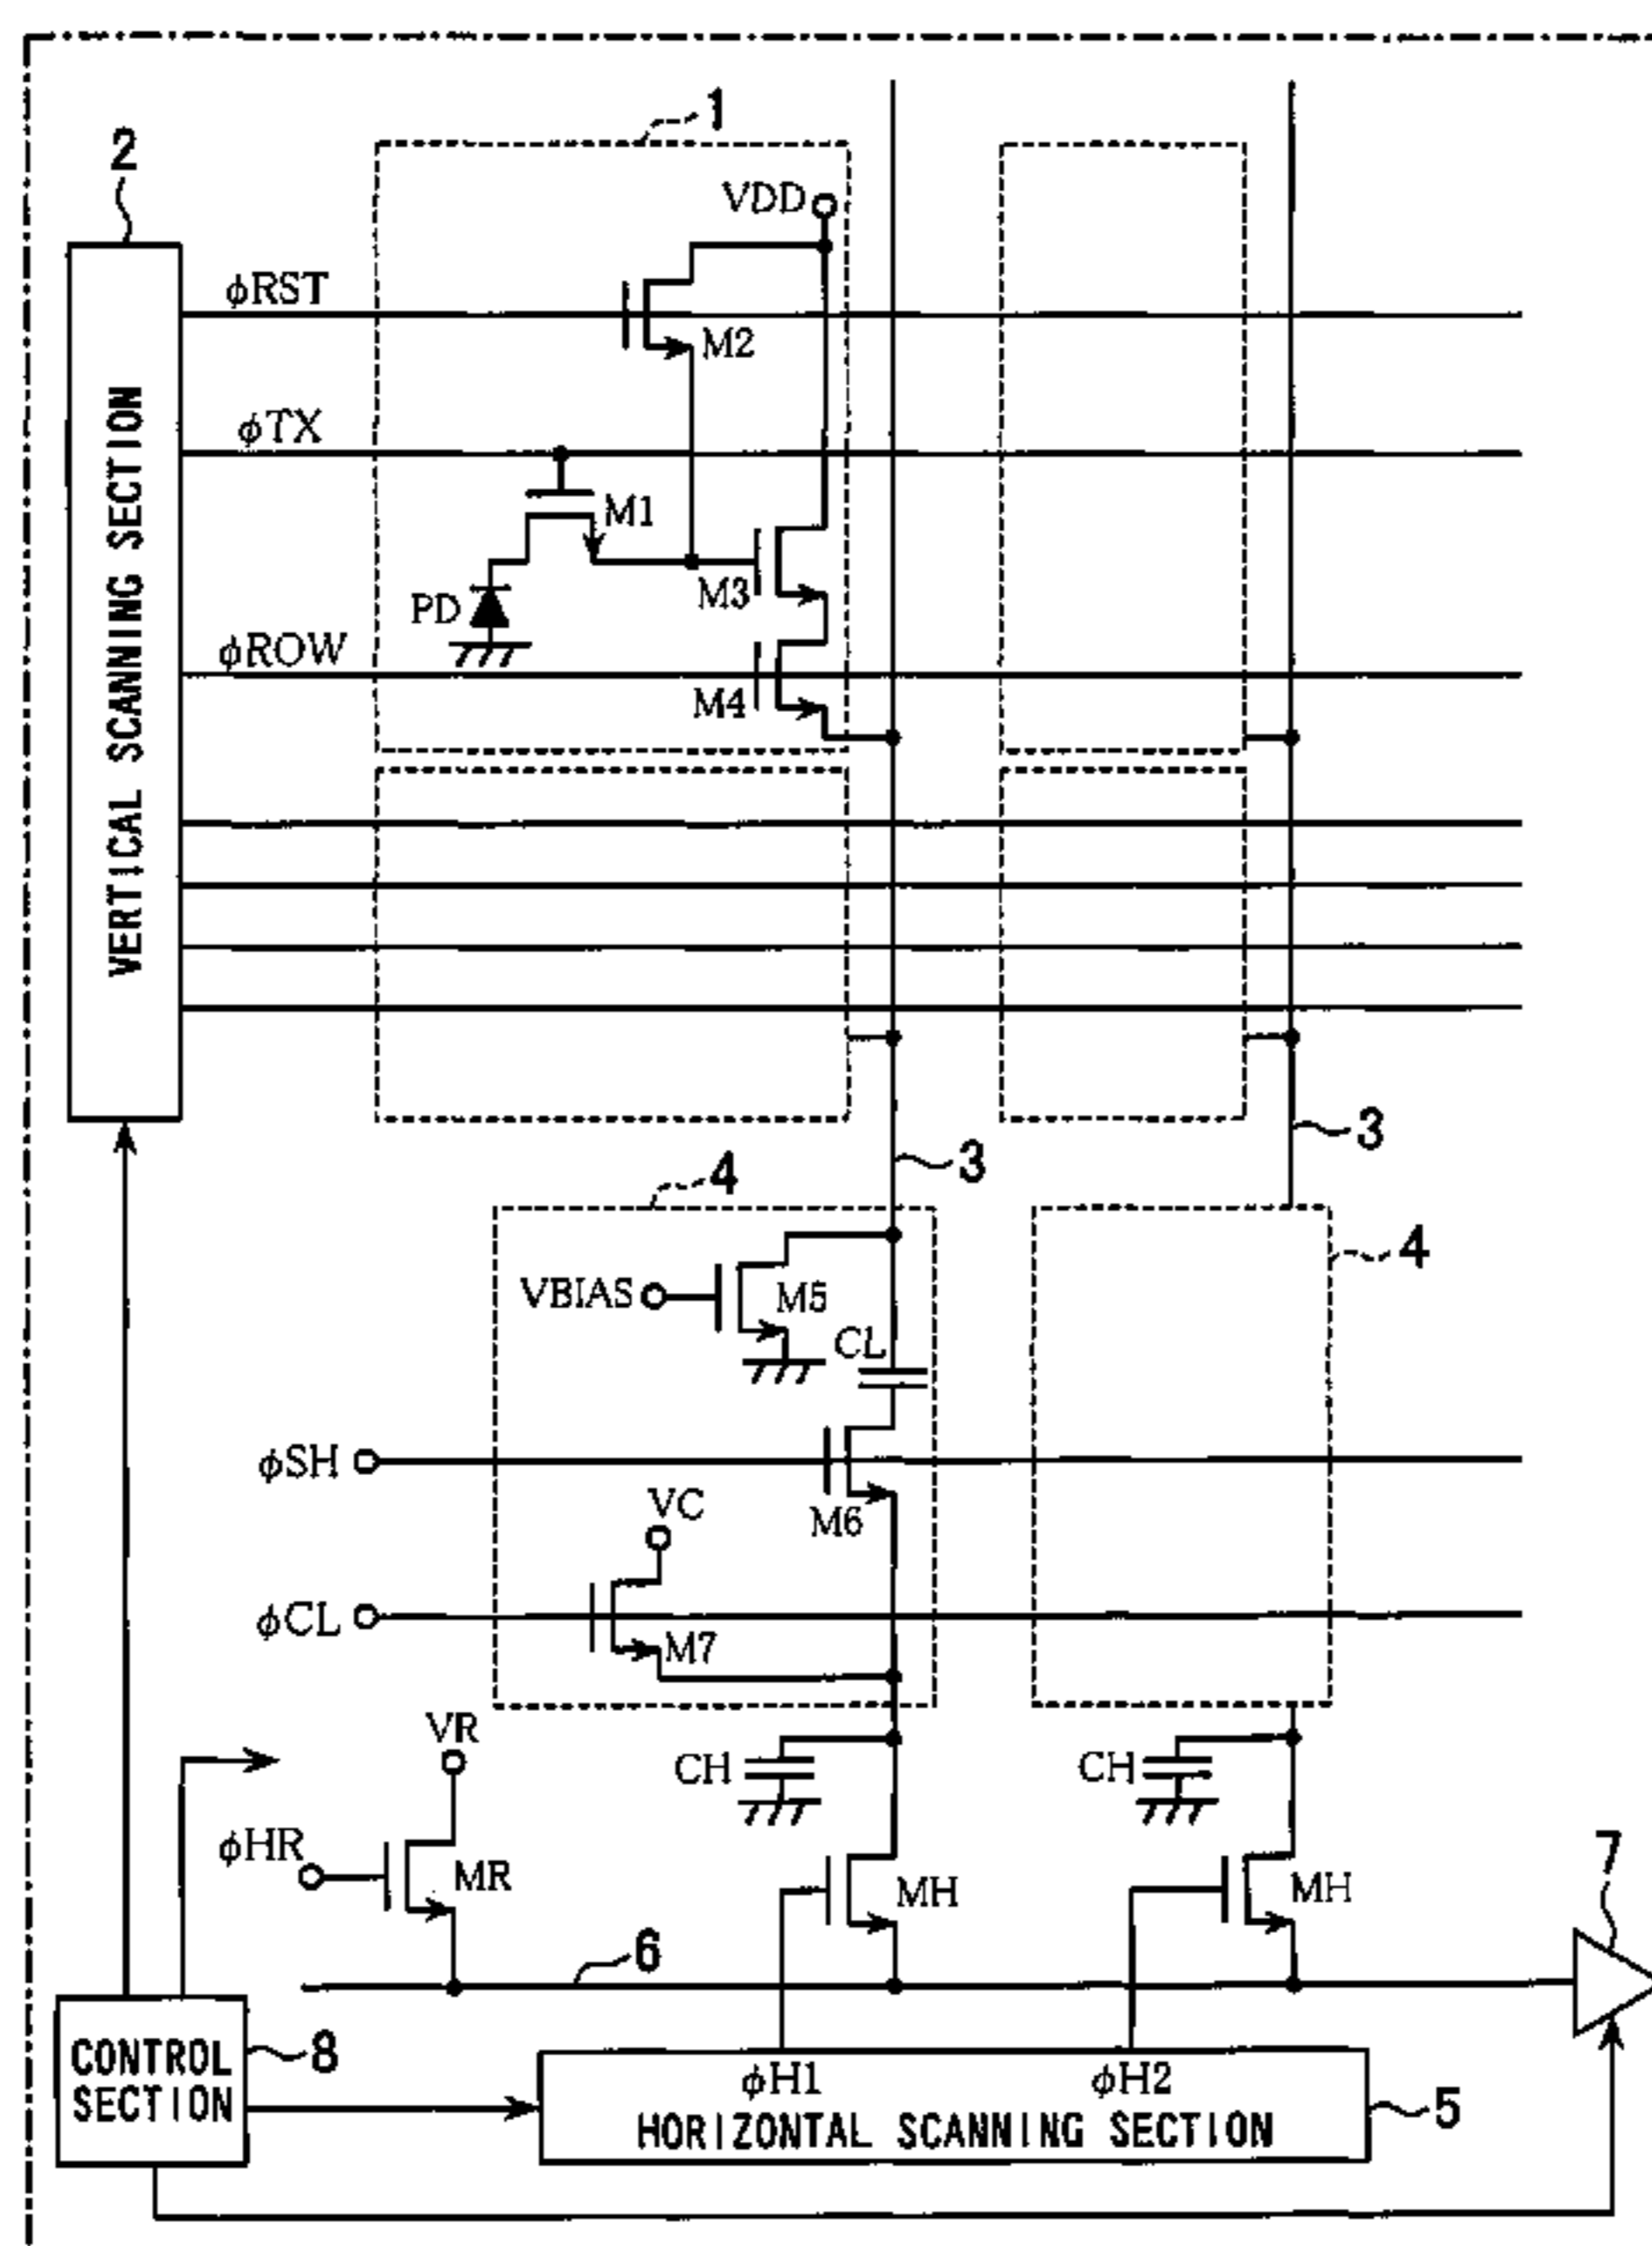 1
2
VDD
φRST
M2
φTX
M1
M3
PD
φROW
M4
VERTICAL SCANNING SECTION
3
3
4
4
VBIAS
M5
CL
φSH
M6
VC
φCL
M7
VR
CH
CH
φHR
MR
MH
MH
7
6
CONTROL
SECTION
8
φH1
φH2
HORIZONTAL SCANNING SECTION
5